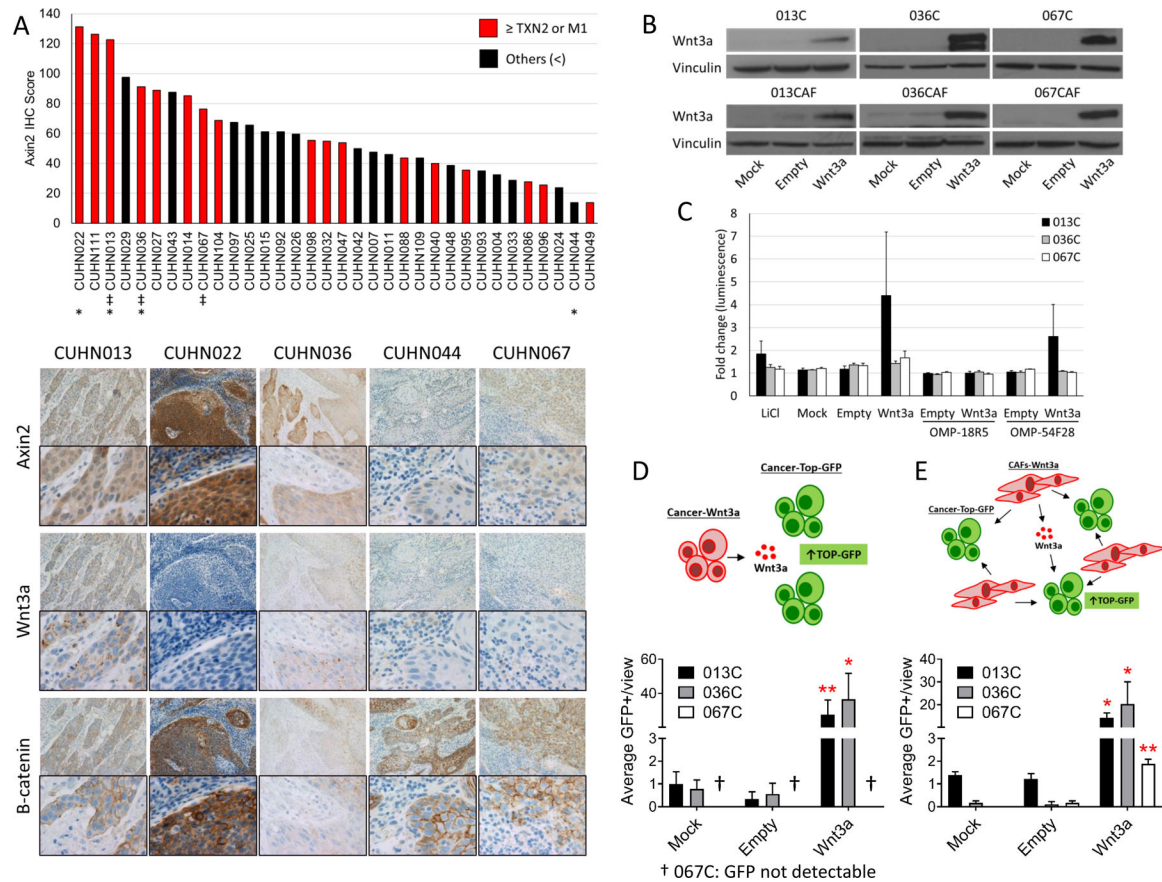 A
Axin2 IHC Score
140
120
100
80
60
40
20
0
≥ TXN2 or M1
Others (<)
CUHN022
CUHN111
CUHN013
CUHN029
CUHN036
CUHN027
CUHN043
CUHN014
CUHN067
CUHN104
CUHN097
CUHN025
CUHN015
CUHN092
CUHN026
CUHN098
CUHN032
CUHN047
CUHN042
CUHN007
CUHN011
CUHN088
CUHN109
CUHN040
CUHN048
CUHN095
CUHN093
CUHN004
CUHN033
CUHN086
CUHN096
CUHN024
CUHN044
CUHN049
* *‡ *‡ ‡ *
CUHN013 CUHN022 CUHN036 CUHN044 CUHN067
Axin2
Wnt3a
B-catenin
B
013C 036C 067C
Wnt3a
Vinculin
013CAF 036CAF 067CAF
Wnt3a
Vinculin
Mock Empty Wnt3a Mock Empty Wnt3a Mock Empty Wnt3a
C
Fold change (luminescence)
8
7
6
5
4
3
2
1
0
013C
036C
067C
LiCl Mock Empty Wnt3a Empty Wnt3a Empty Wnt3a
OMP-18R5 OMP-54F28
D
Cancer-Top-GFP
Cancer-Wnt3a
Wnt3a
↑TOP-GFP
Average GFP+/view
60
40
20
3
2
1
0
013C
036C
067C
** *
† † †
Mock Empty Wnt3a
† 067C: GFP not detectable
E
CAFs-Wnt3a
Cancer-Top-GFP
Wnt3a
↑TOP-GFP
Average GFP+/view
40
30
20
10
3
2
1
0
013C
036C
067C
* * **
Mock Empty Wnt3a